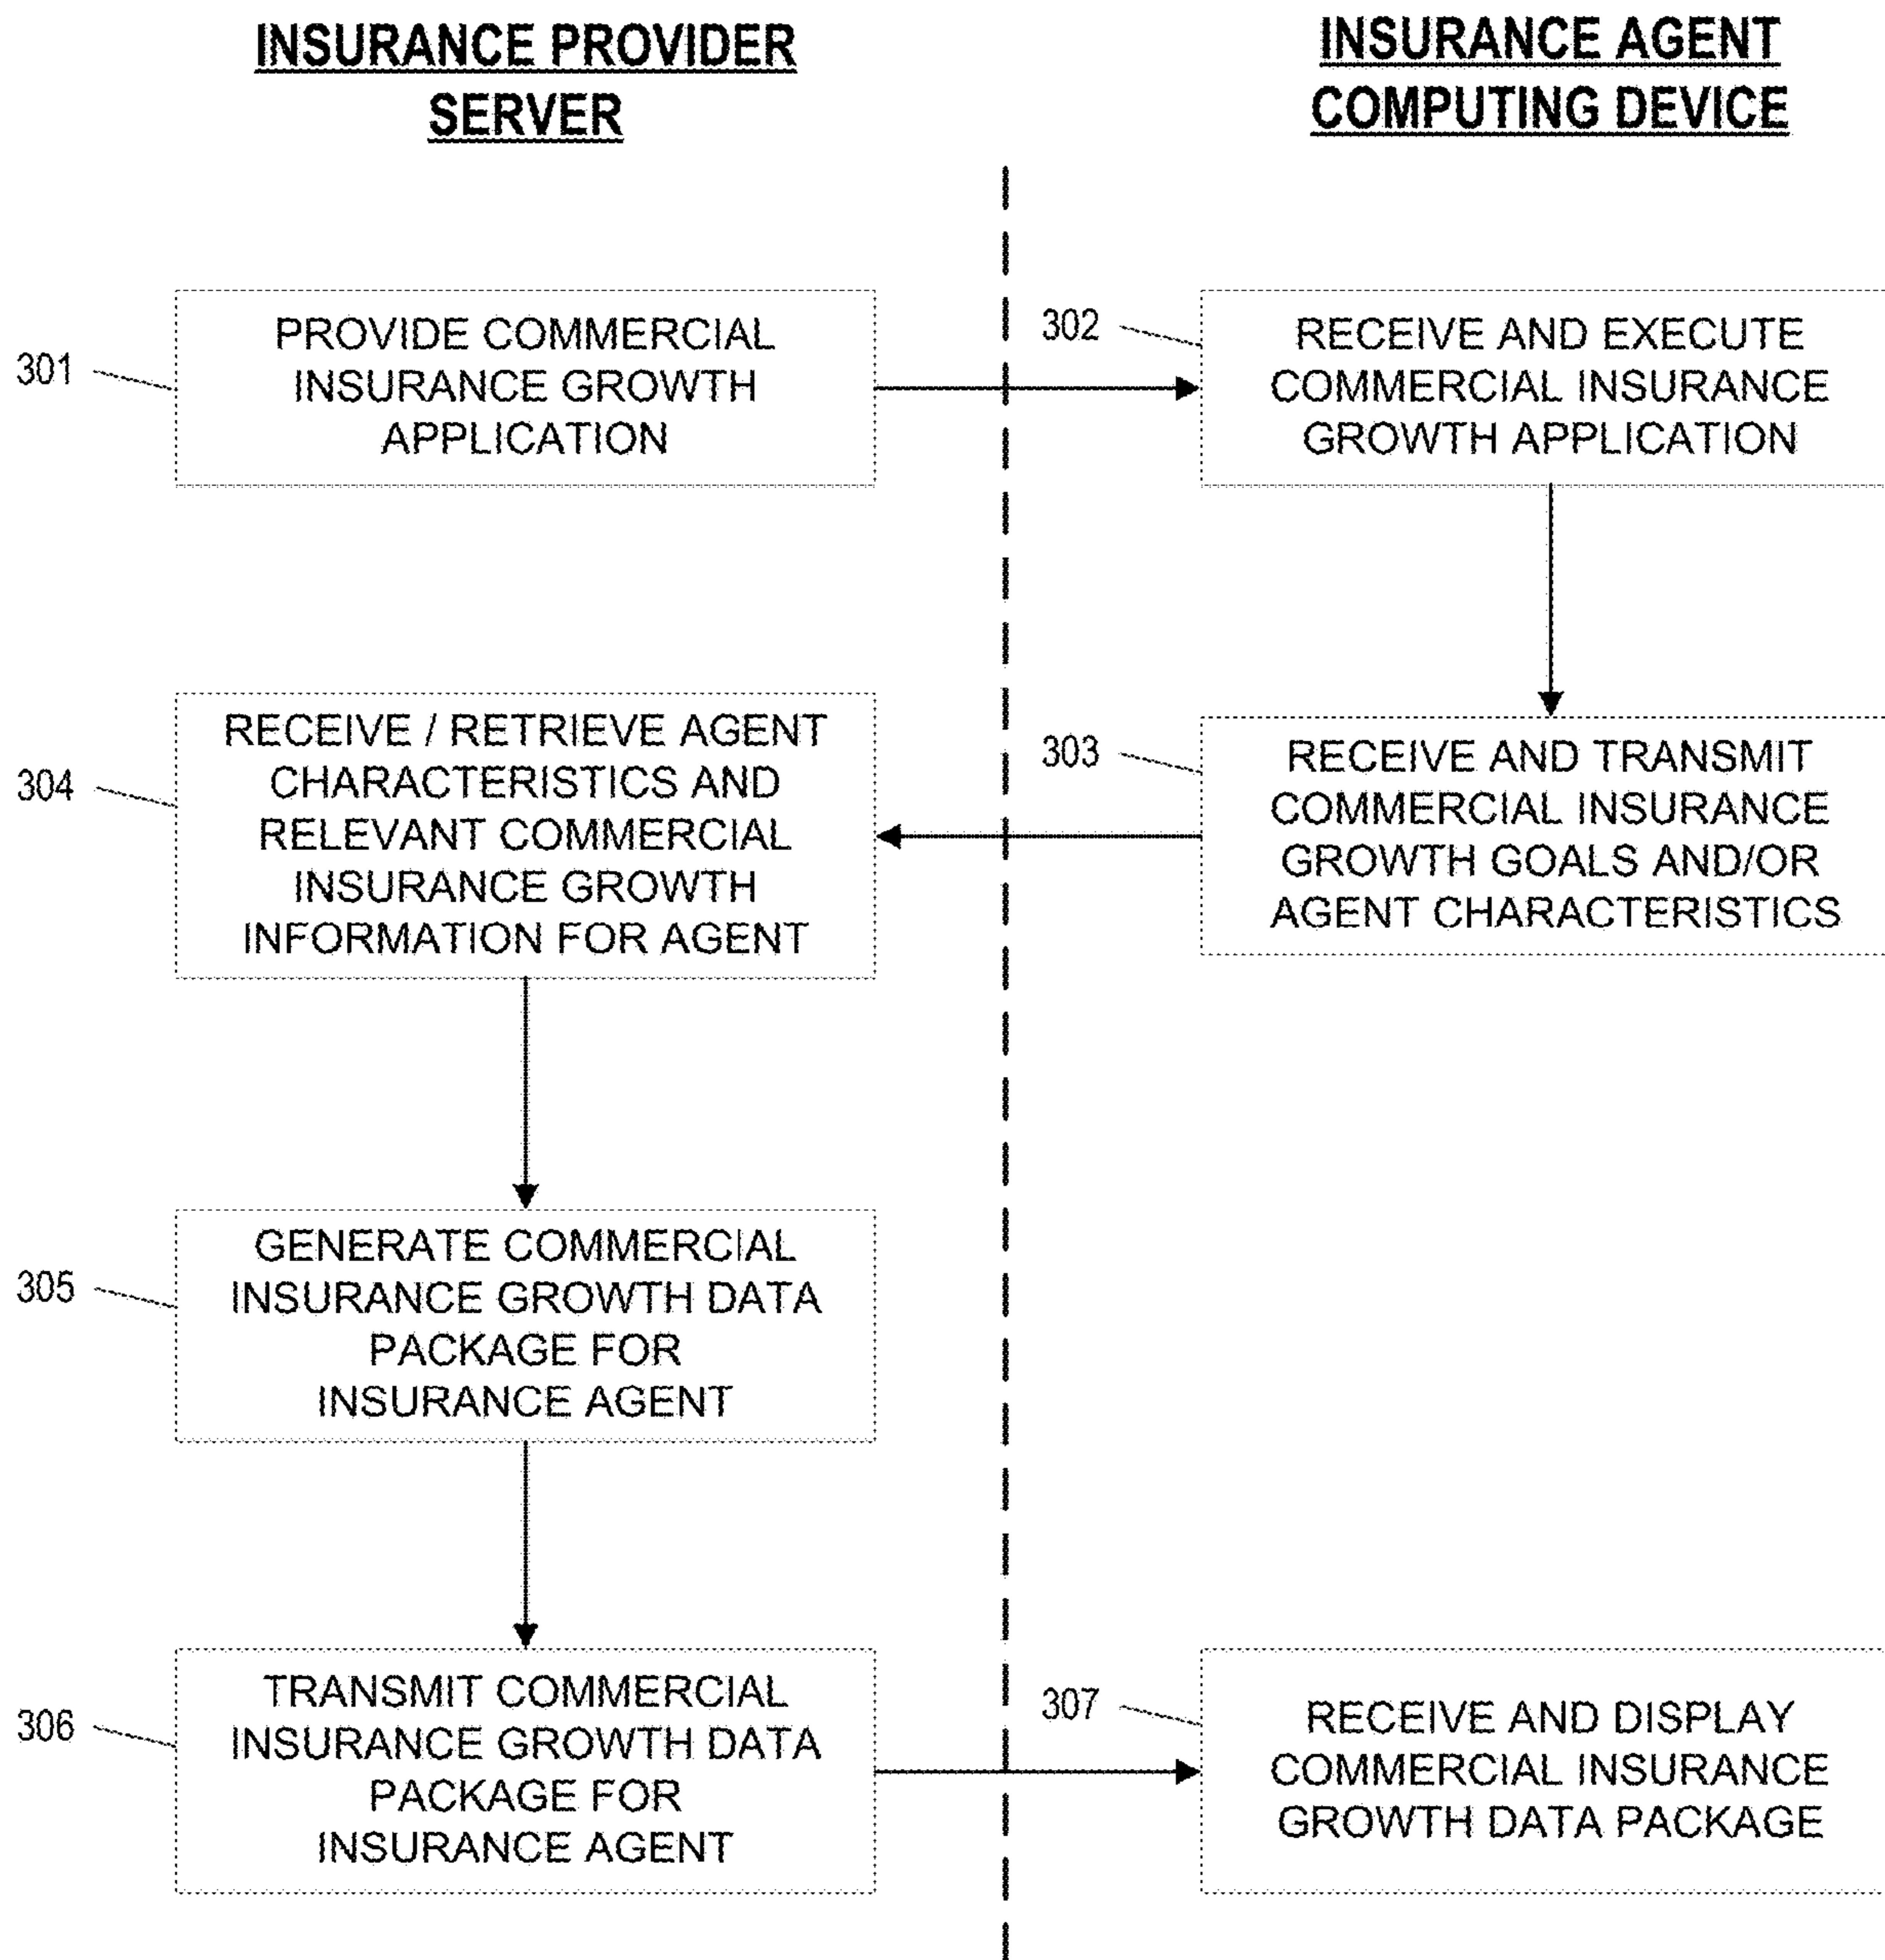 INSURANCE PROVIDER
SERVER
INSURANCE AGENT
COMPUTING DEVICE
301
PROVIDE COMMERCIAL
INSURANCE GROWTH
APPLICATION
302
RECEIVE AND EXECUTE
COMMERCIAL INSURANCE
GROWTH APPLICATION
303
RECEIVE AND TRANSMIT
COMMERCIAL INSURANCE
GROWTH GOALS AND/OR
AGENT CHARACTERISTICS
304
RECEIVE / RETRIEVE AGENT
CHARACTERISTICS AND
RELEVANT COMMERCIAL
INSURANCE GROWTH
INFORMATION FOR AGENT
305
GENERATE COMMERCIAL
INSURANCE GROWTH DATA
PACKAGE FOR
INSURANCE AGENT
306
TRANSMIT COMMERCIAL
INSURANCE GROWTH DATA
PACKAGE FOR
INSURANCE AGENT
307
RECEIVE AND DISPLAY
COMMERCIAL INSURANCE
GROWTH DATA PACKAGE